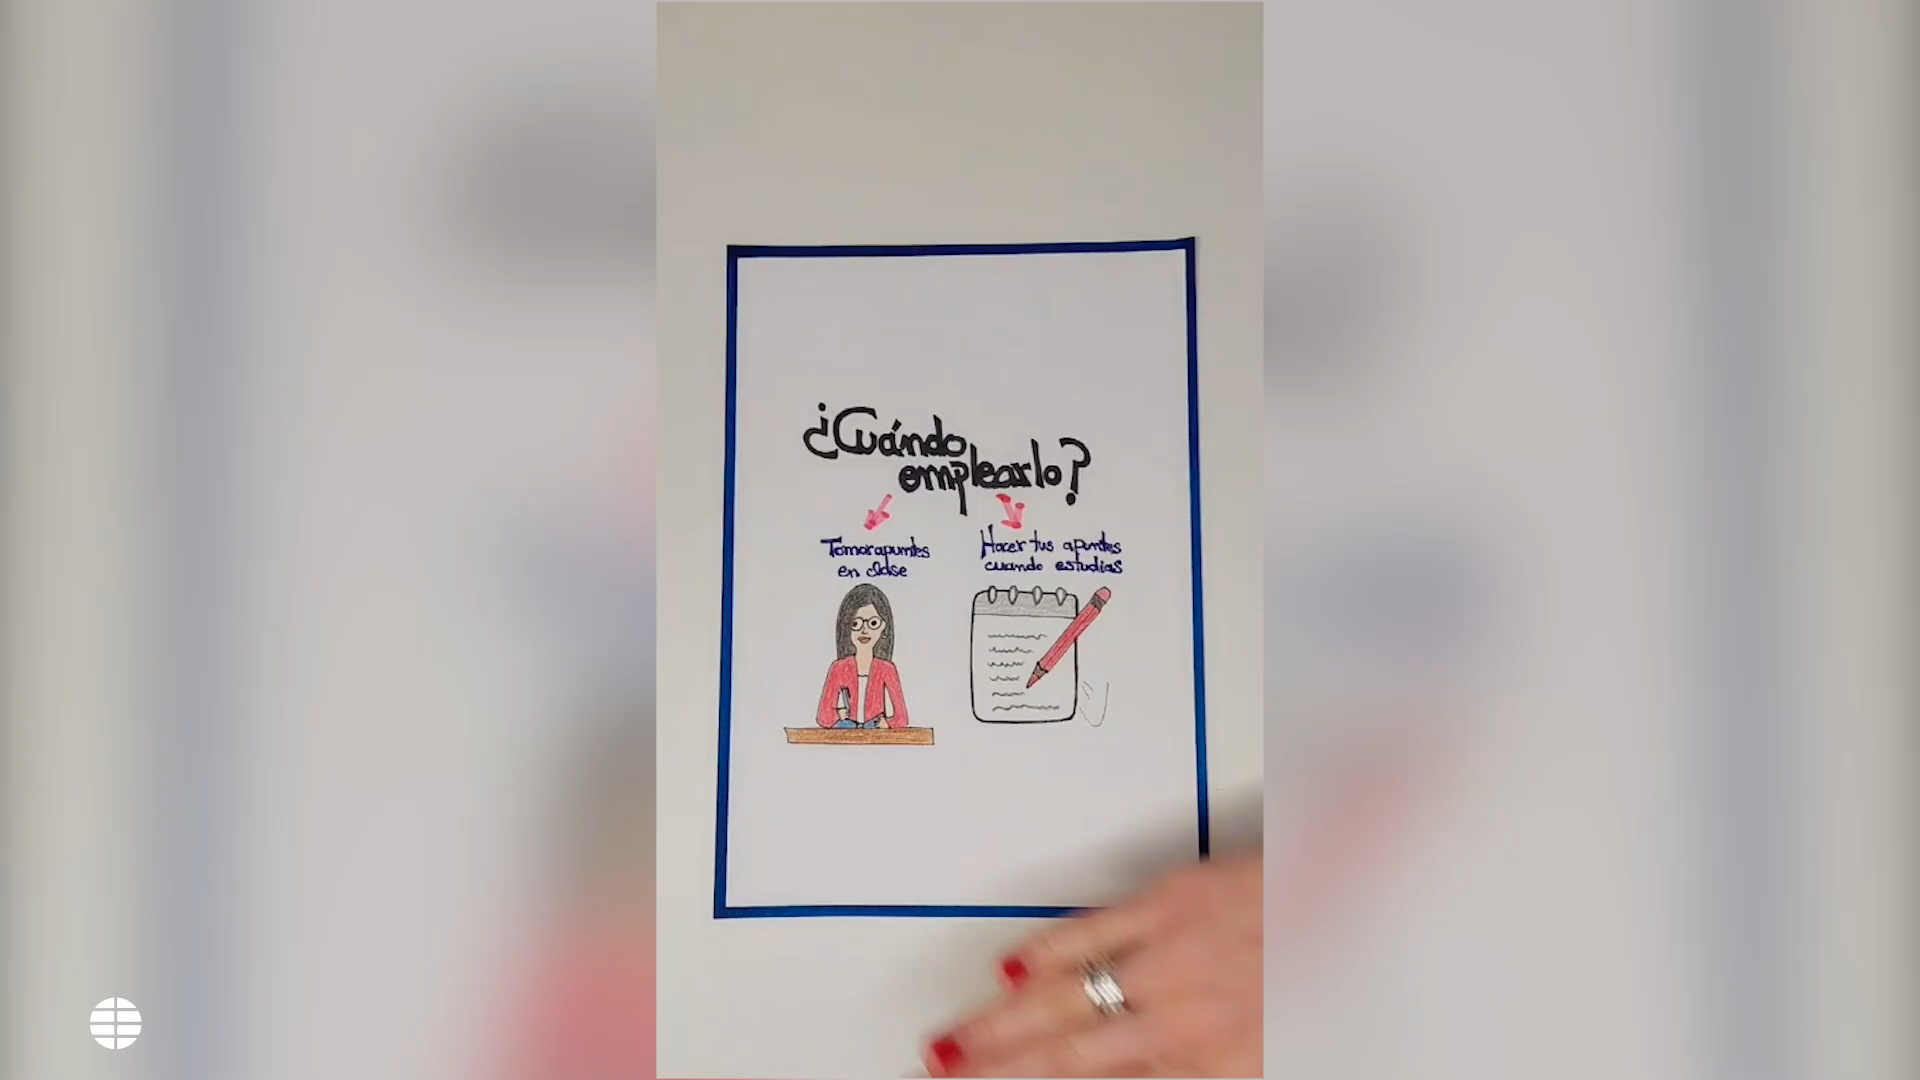 ¿Cuándo
emplearlo?
Tomar apuntes
en clase
Hacer tus apuntes
cuando estudias